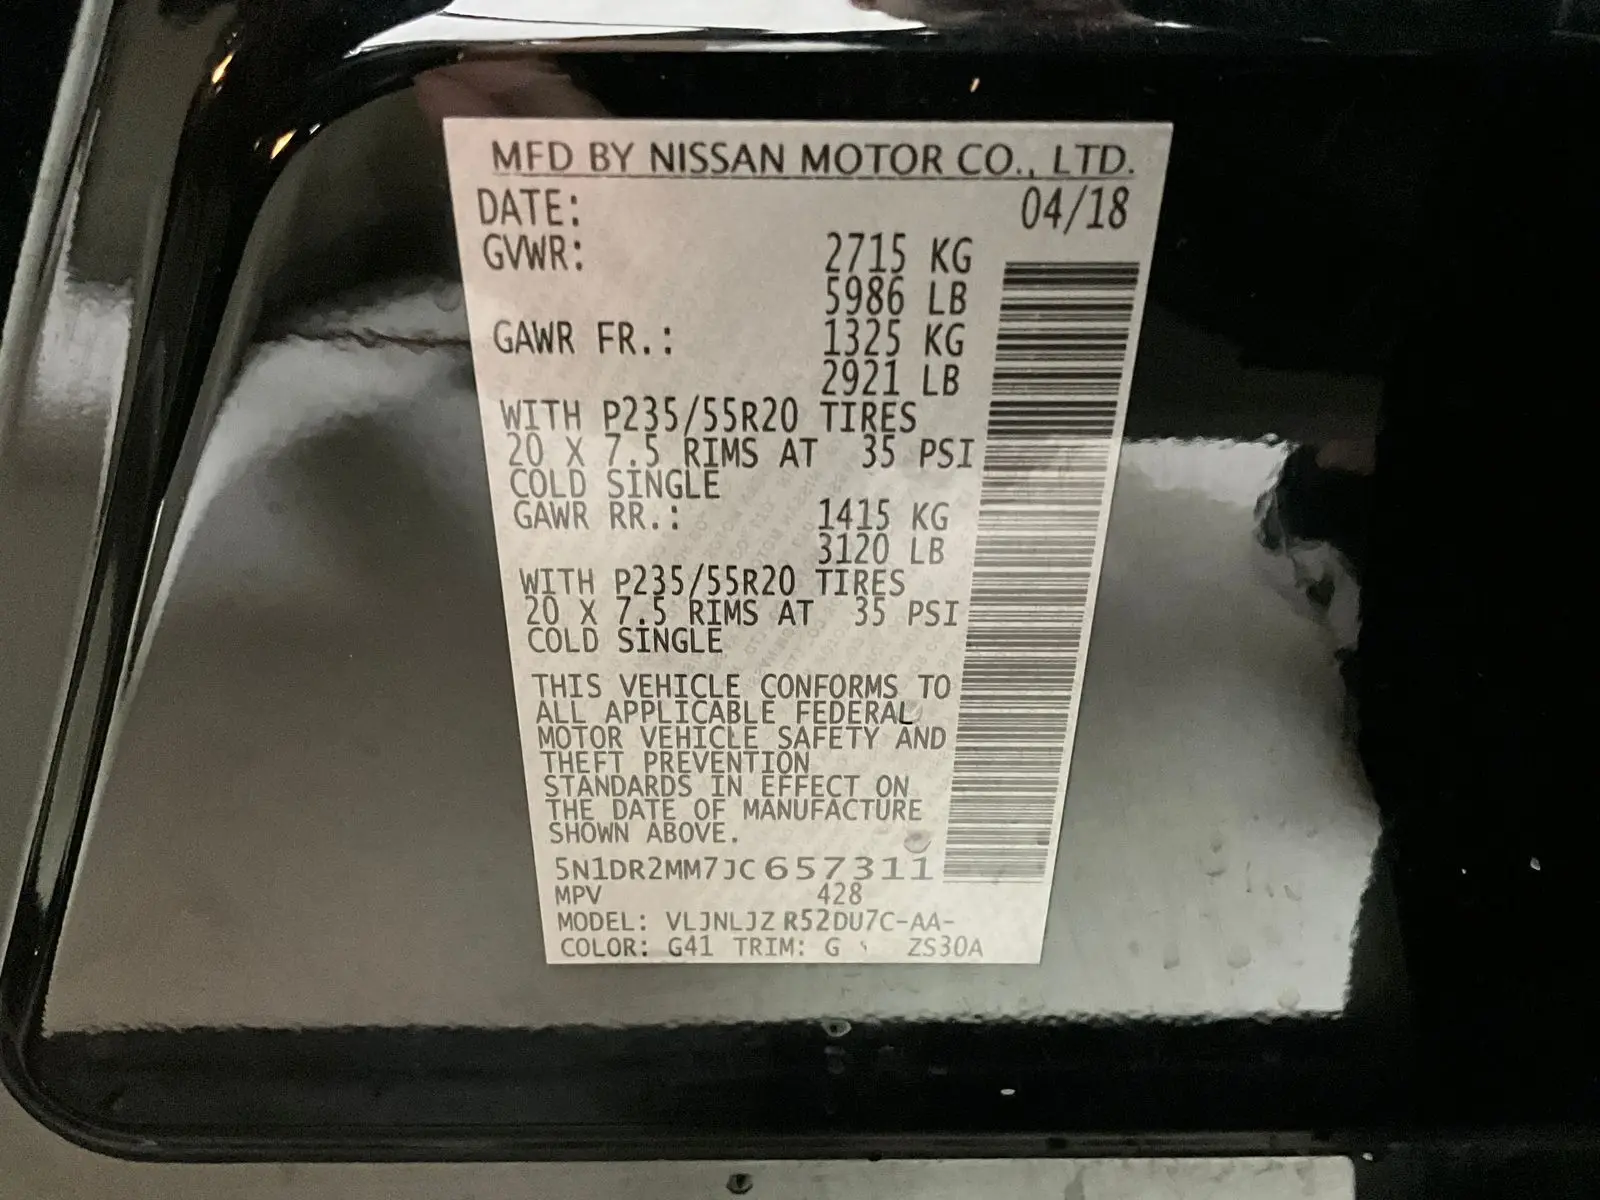 MFD BY NISSAN MOTOR CO., LTD.
DATE: 04/18
GVWR: 2715 KG
5986 LB
GAWR FR.: 1325 KG
2921 LB
WITH P235/55R20 TIRES
20 X 7.5 RIMS AT 35 PSI
COLD SINGLE
GAWR RR.: 1415 KG
3120 LB
WITH P235/55R20 TIRES
20 X 7.5 RIMS AT 35 PSI
COLD SINGLE
THIS VEHICLE CONFORMS TO
ALL APPLICABLE FEDERAL
MOTOR VEHICLE SAFETY AND
THEFT PREVENTION
STANDARDS IN EFFECT ON
THE DATE OF MANUFACTURE
SHOWN ABOVE.
5N1DR2MM7JC657311
MPV 428
MODEL: VLJNLJZ R52DU7C-AA-
COLOR: G41 TRIM: G ZS30A